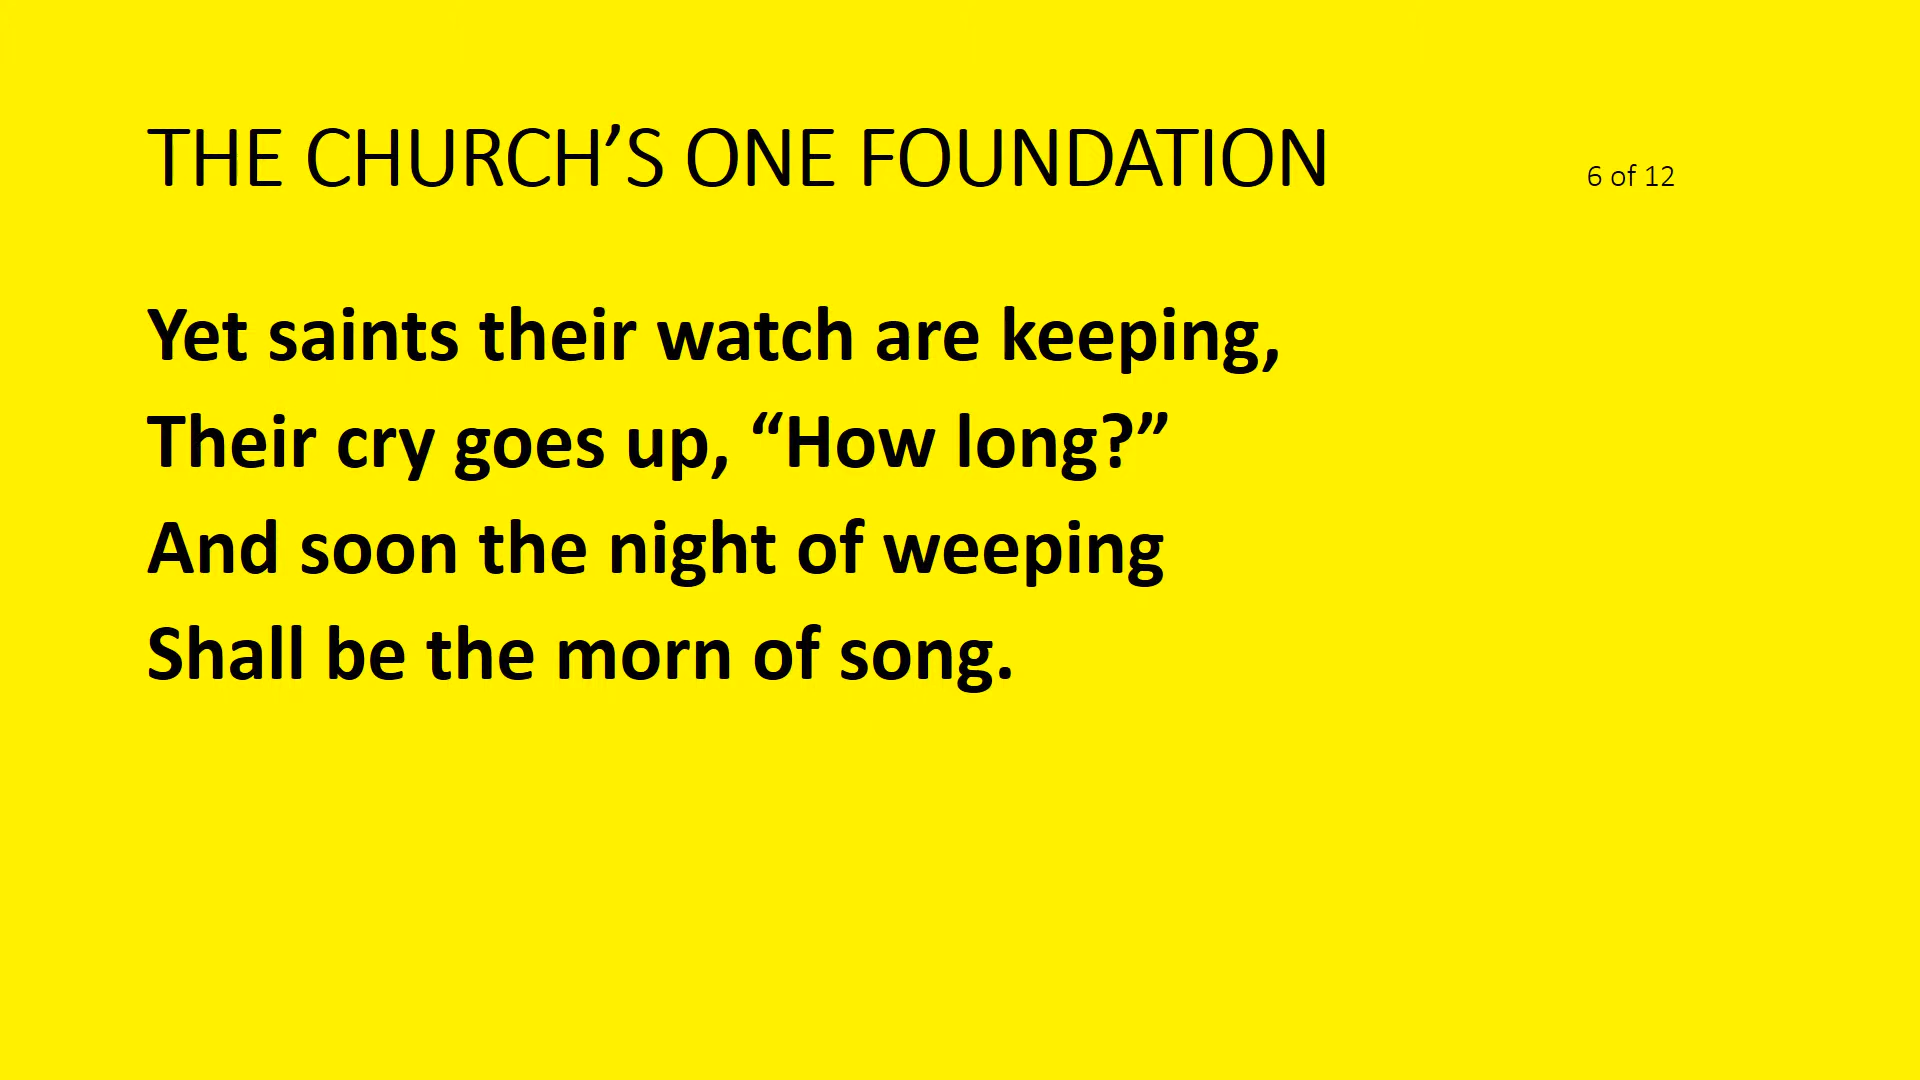 THE CHURCH’S ONE FOUNDATION 6 of 12
Yet saints their watch are keeping,
Their cry goes up, “How long?”
And soon the night of weeping
Shall be the morn of song.